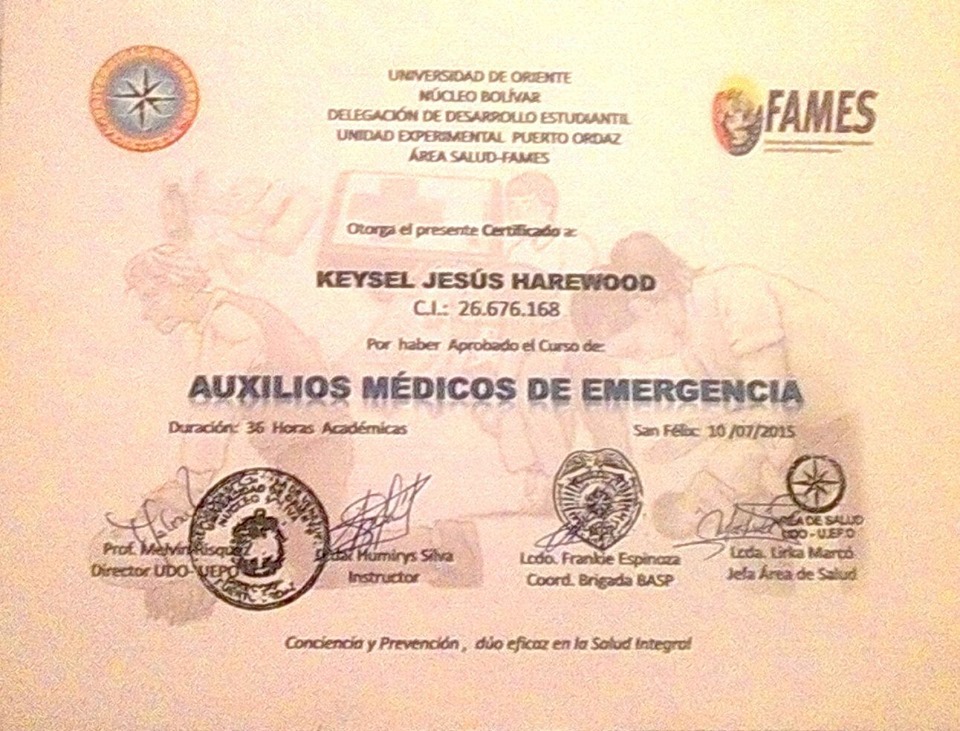 UNIVERSIDAD DE ORIENTE
NÚCLEO BOLÍVAR
DELEGACIÓN DE DESARROLLO ESTUDIANTIL
UNIDAD EXPERIMENTAL PUERTO ORDAZ
ÁREA SALUD-FAMES
FAMES
Otorga el presente Certificado a:
KEYSEL JESÚS HAREWOOD
C.I.: 26.676.168
Por haber Aprobado el Curso de:
AUXILIOS MÉDICOS DE EMERGENCIA
Duración: 36 Horas Académicas
San Félix: 10 /07/2015
ÁREA DE SALUD
UDO - U.E.P.O
Prof. Melvin Risquez
Director UDO- UEPO
Humirys Silva
Instructor
Lcdo. Frankie Espinoza
Coord. Brigada BASP
Lcda. Lirka Marcó
Jefa Área de Salud
Conciencia y Prevención , dúo eficaz en la Salud Integral